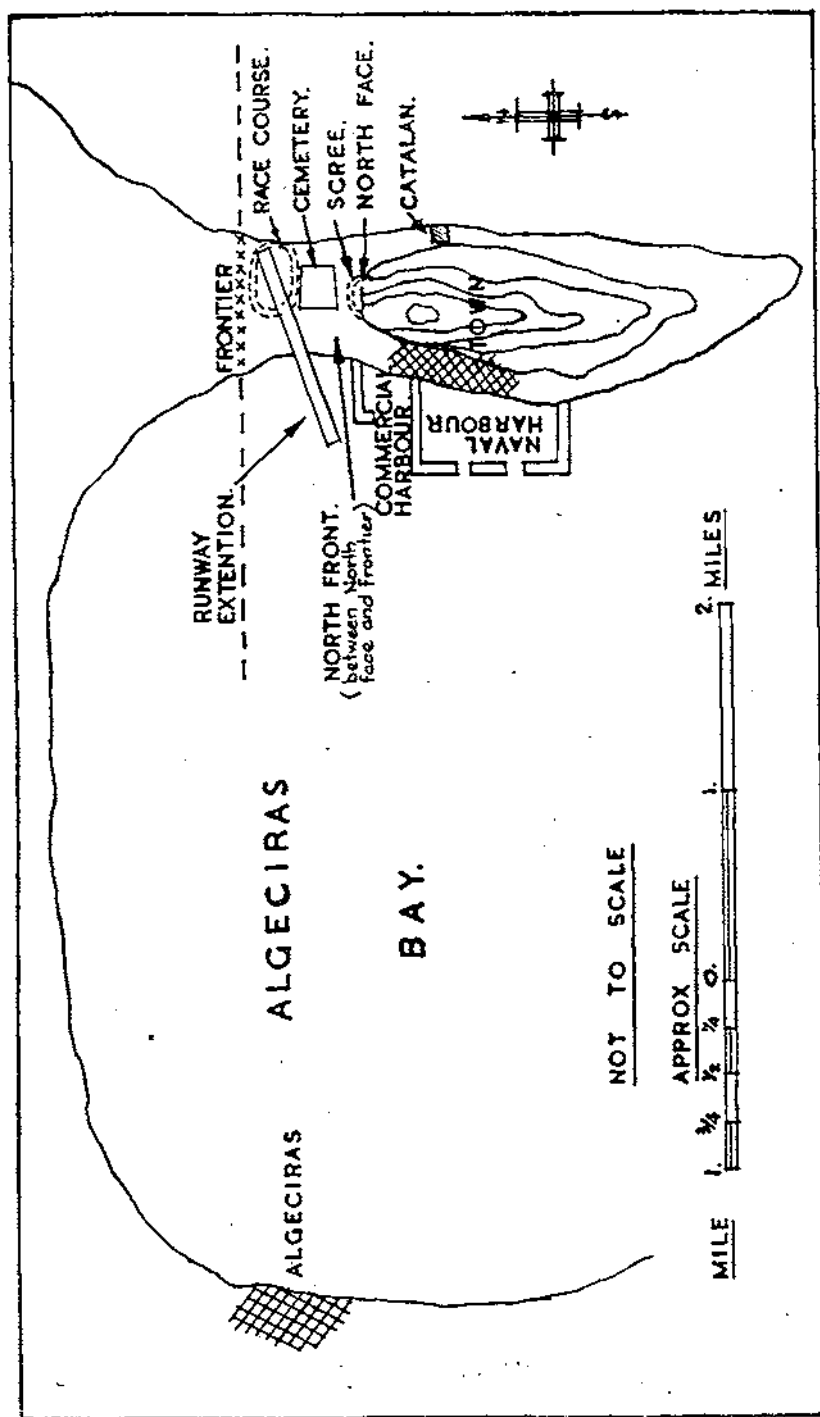 RUNWAY
EXTENTION.
FRONTIER
RACE COURSE.
CEMETERY.
SCREE.
NORTH FACE.
CATALAN.
N
S
NORTH FRONT.
(between North
face and frontier)
COMMERCIAL
HARBOUR.
NAVAL
HARBOUR
TOWN
ALGECIRAS
ALGECIRAS
BAY.
NOT TO SCALE
APPROX SCALE
MILE
1. 3/4 1/2 1/4 0. 1. 2.
MILES